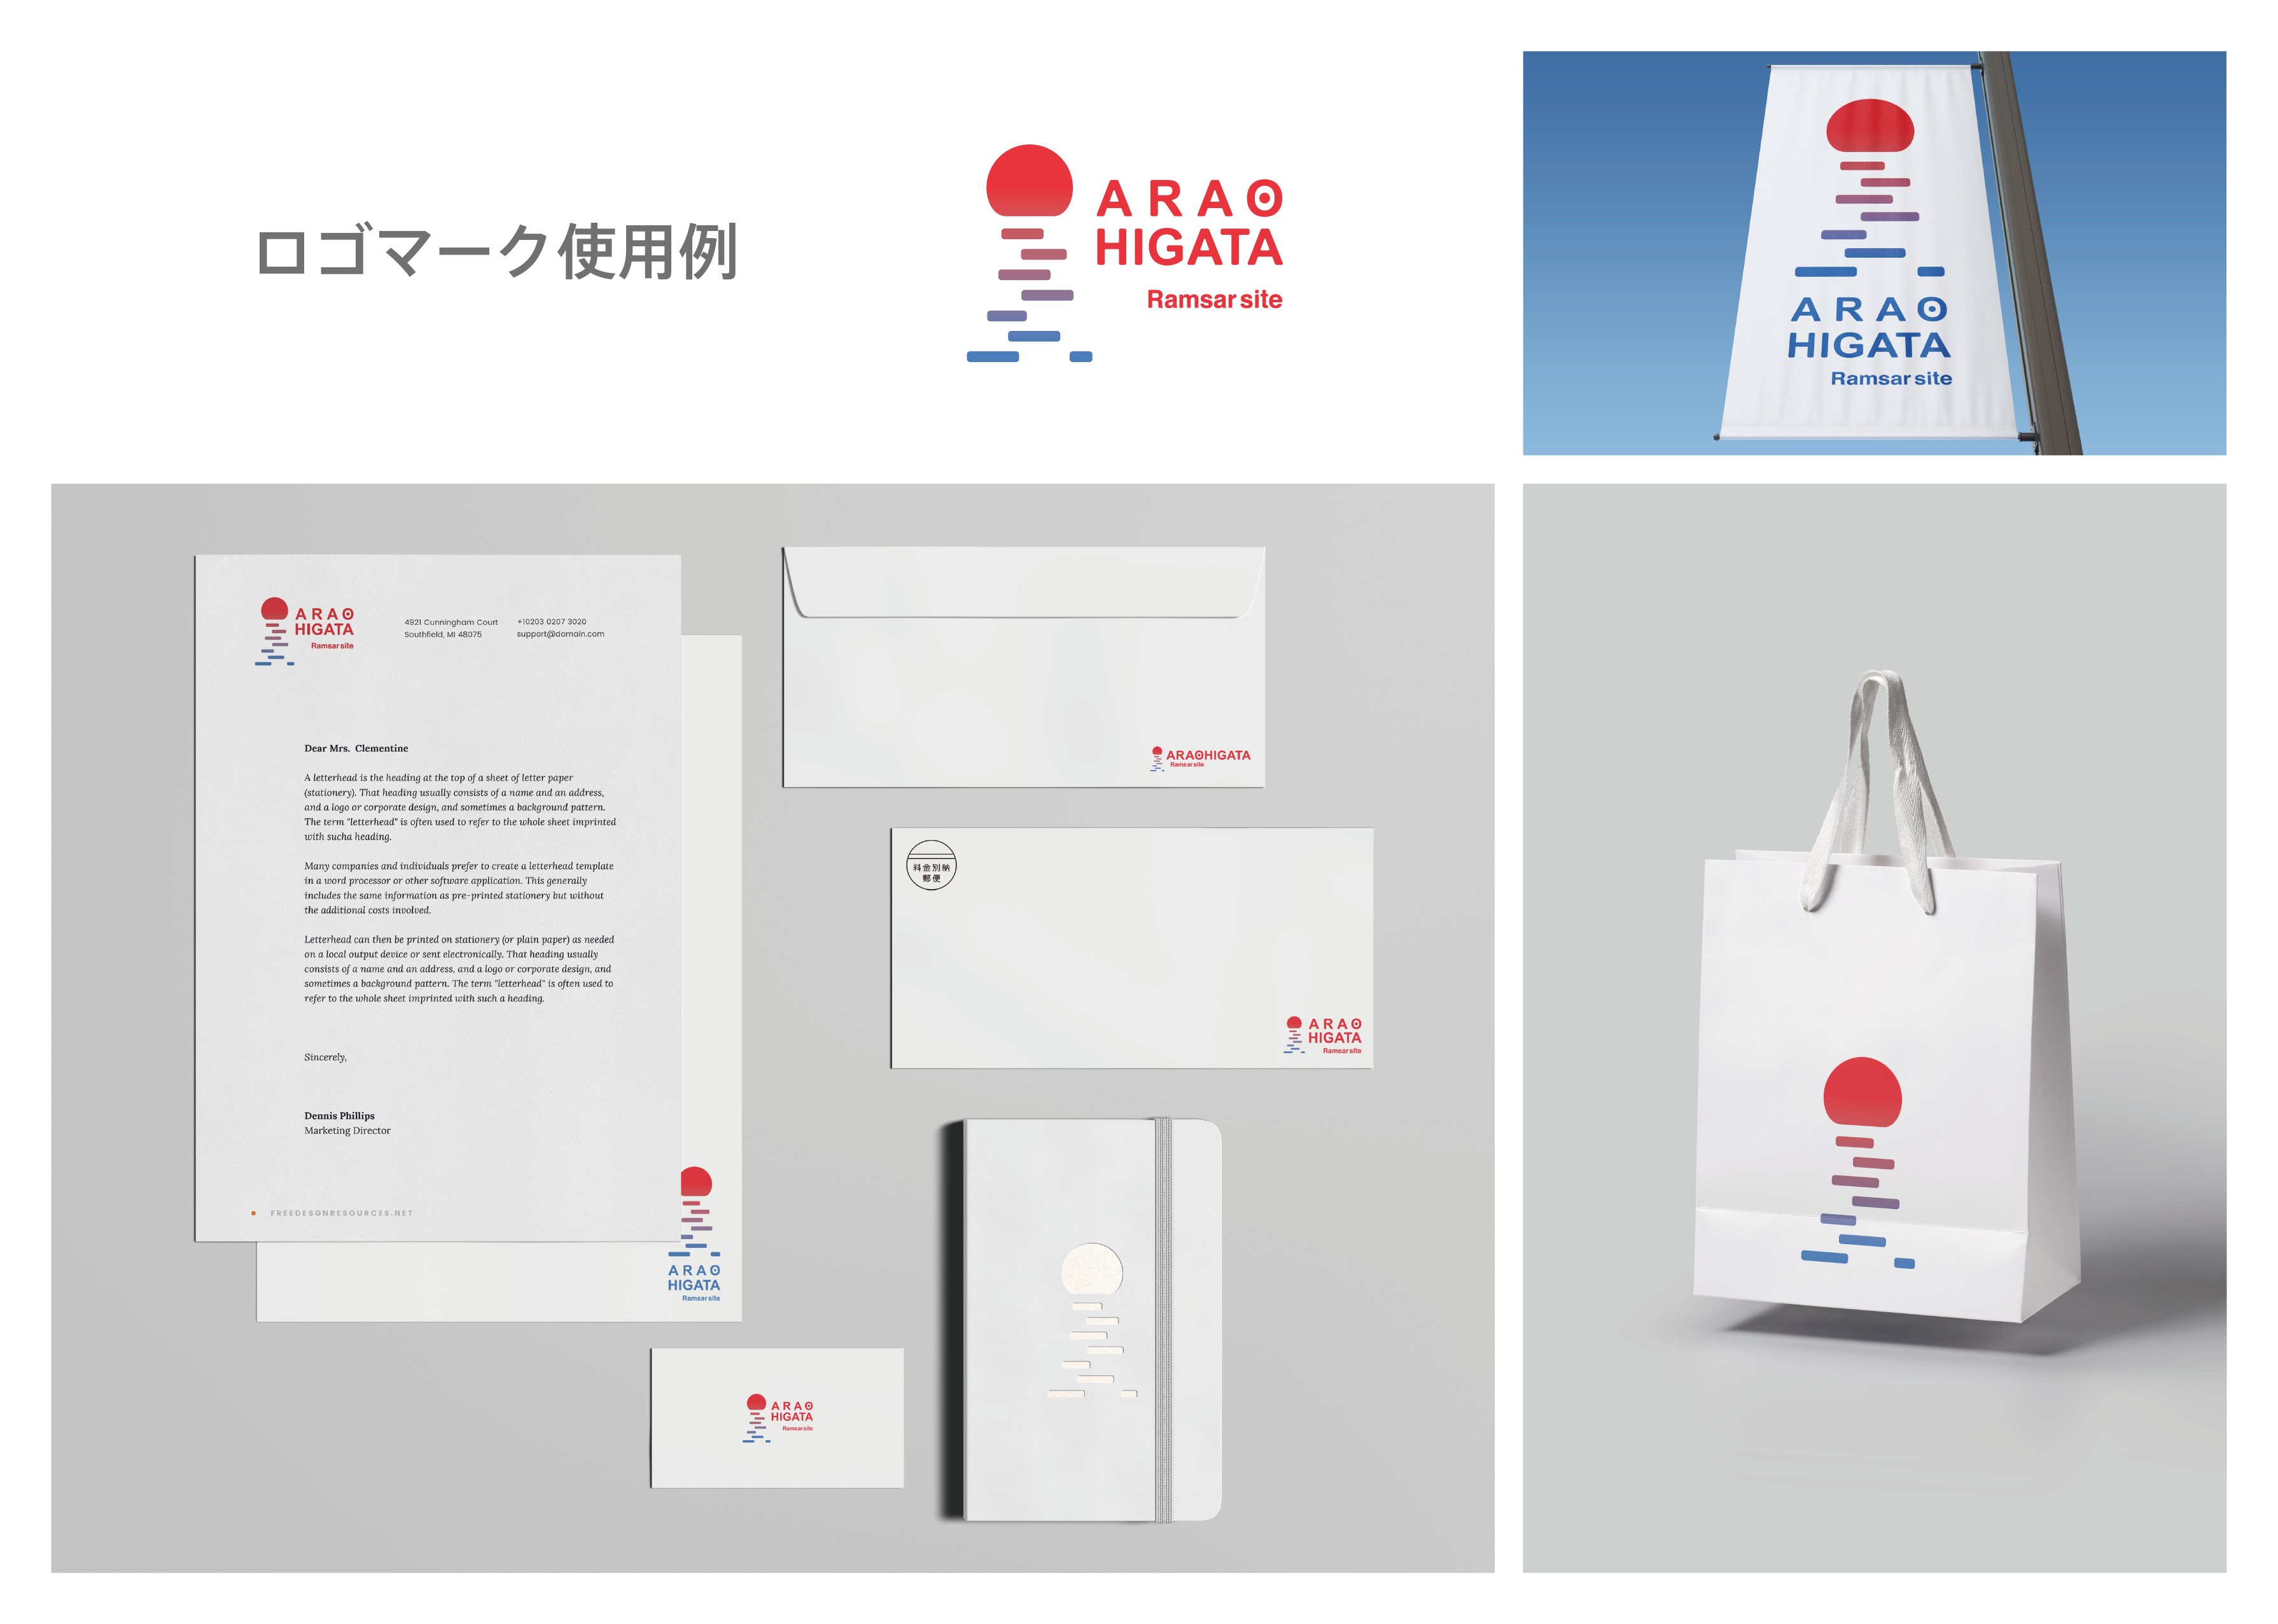 ロゴマーク使用例
ARAO
HIGATA
Ramsar site
ARAO
HIGATA
Ramsar site
ARAO
HIGATA
Ramsar site
4921 Cunningham Court
Southfield, MI 48075
+10203 0207 3020
support@domain.com
Dear Mrs. Clementine
A letterhead is the heading at the top of a sheet of letter paper
(stationery). That heading usually consists of a name and an address,
and a logo or corporate design, and sometimes a background pattern.
The term "letterhead" is often used to refer to the whole sheet imprinted
with sucha heading.
Many companies and individuals prefer to create a letterhead template
in a word processor or other software application. This generally
includes the same information as pre-printed stationery but without
the additional costs involved.
Letterhead can then be printed on stationery (or plain paper) as needed
on a local output device or sent electronically. That heading usually
consists of a name and an address, and a logo or corporate design, and
sometimes a background pattern. The term "letterhead" is often used to
refer to the whole sheet imprinted with such a heading.
Sincerely,
Dennis Phillips
Marketing Director
FREEDESGNRESOURCES.NET
ARAO
HIGATA
Ramsar site
ARAOHIGATA
Ramsar site
料金別納
郵便
ARAO
HIGATA
Ramsar site
ARAO
HIGATA
Ramsar site